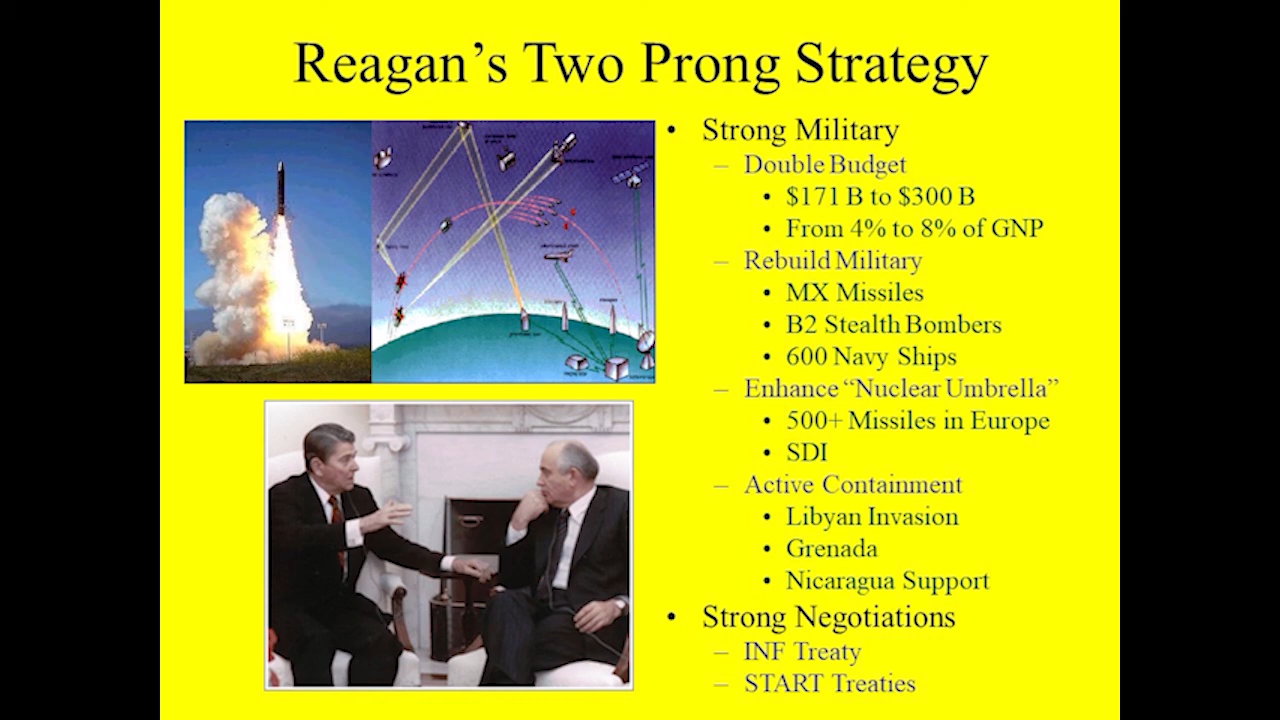 Reagan's Two Prong Strategy
• Strong Military
– Double Budget
• $171 B to $300 B
• From 4% to 8% of GNP
– Rebuild Military
• MX Missiles
• B2 Stealth Bombers
• 600 Navy Ships
– Enhance “Nuclear Umbrella”
• 500+ Missiles in Europe
• SDI
– Active Containment
• Libyan Invasion
• Grenada
• Nicaragua Support
• Strong Negotiations
– INF Treaty
– START Treaties